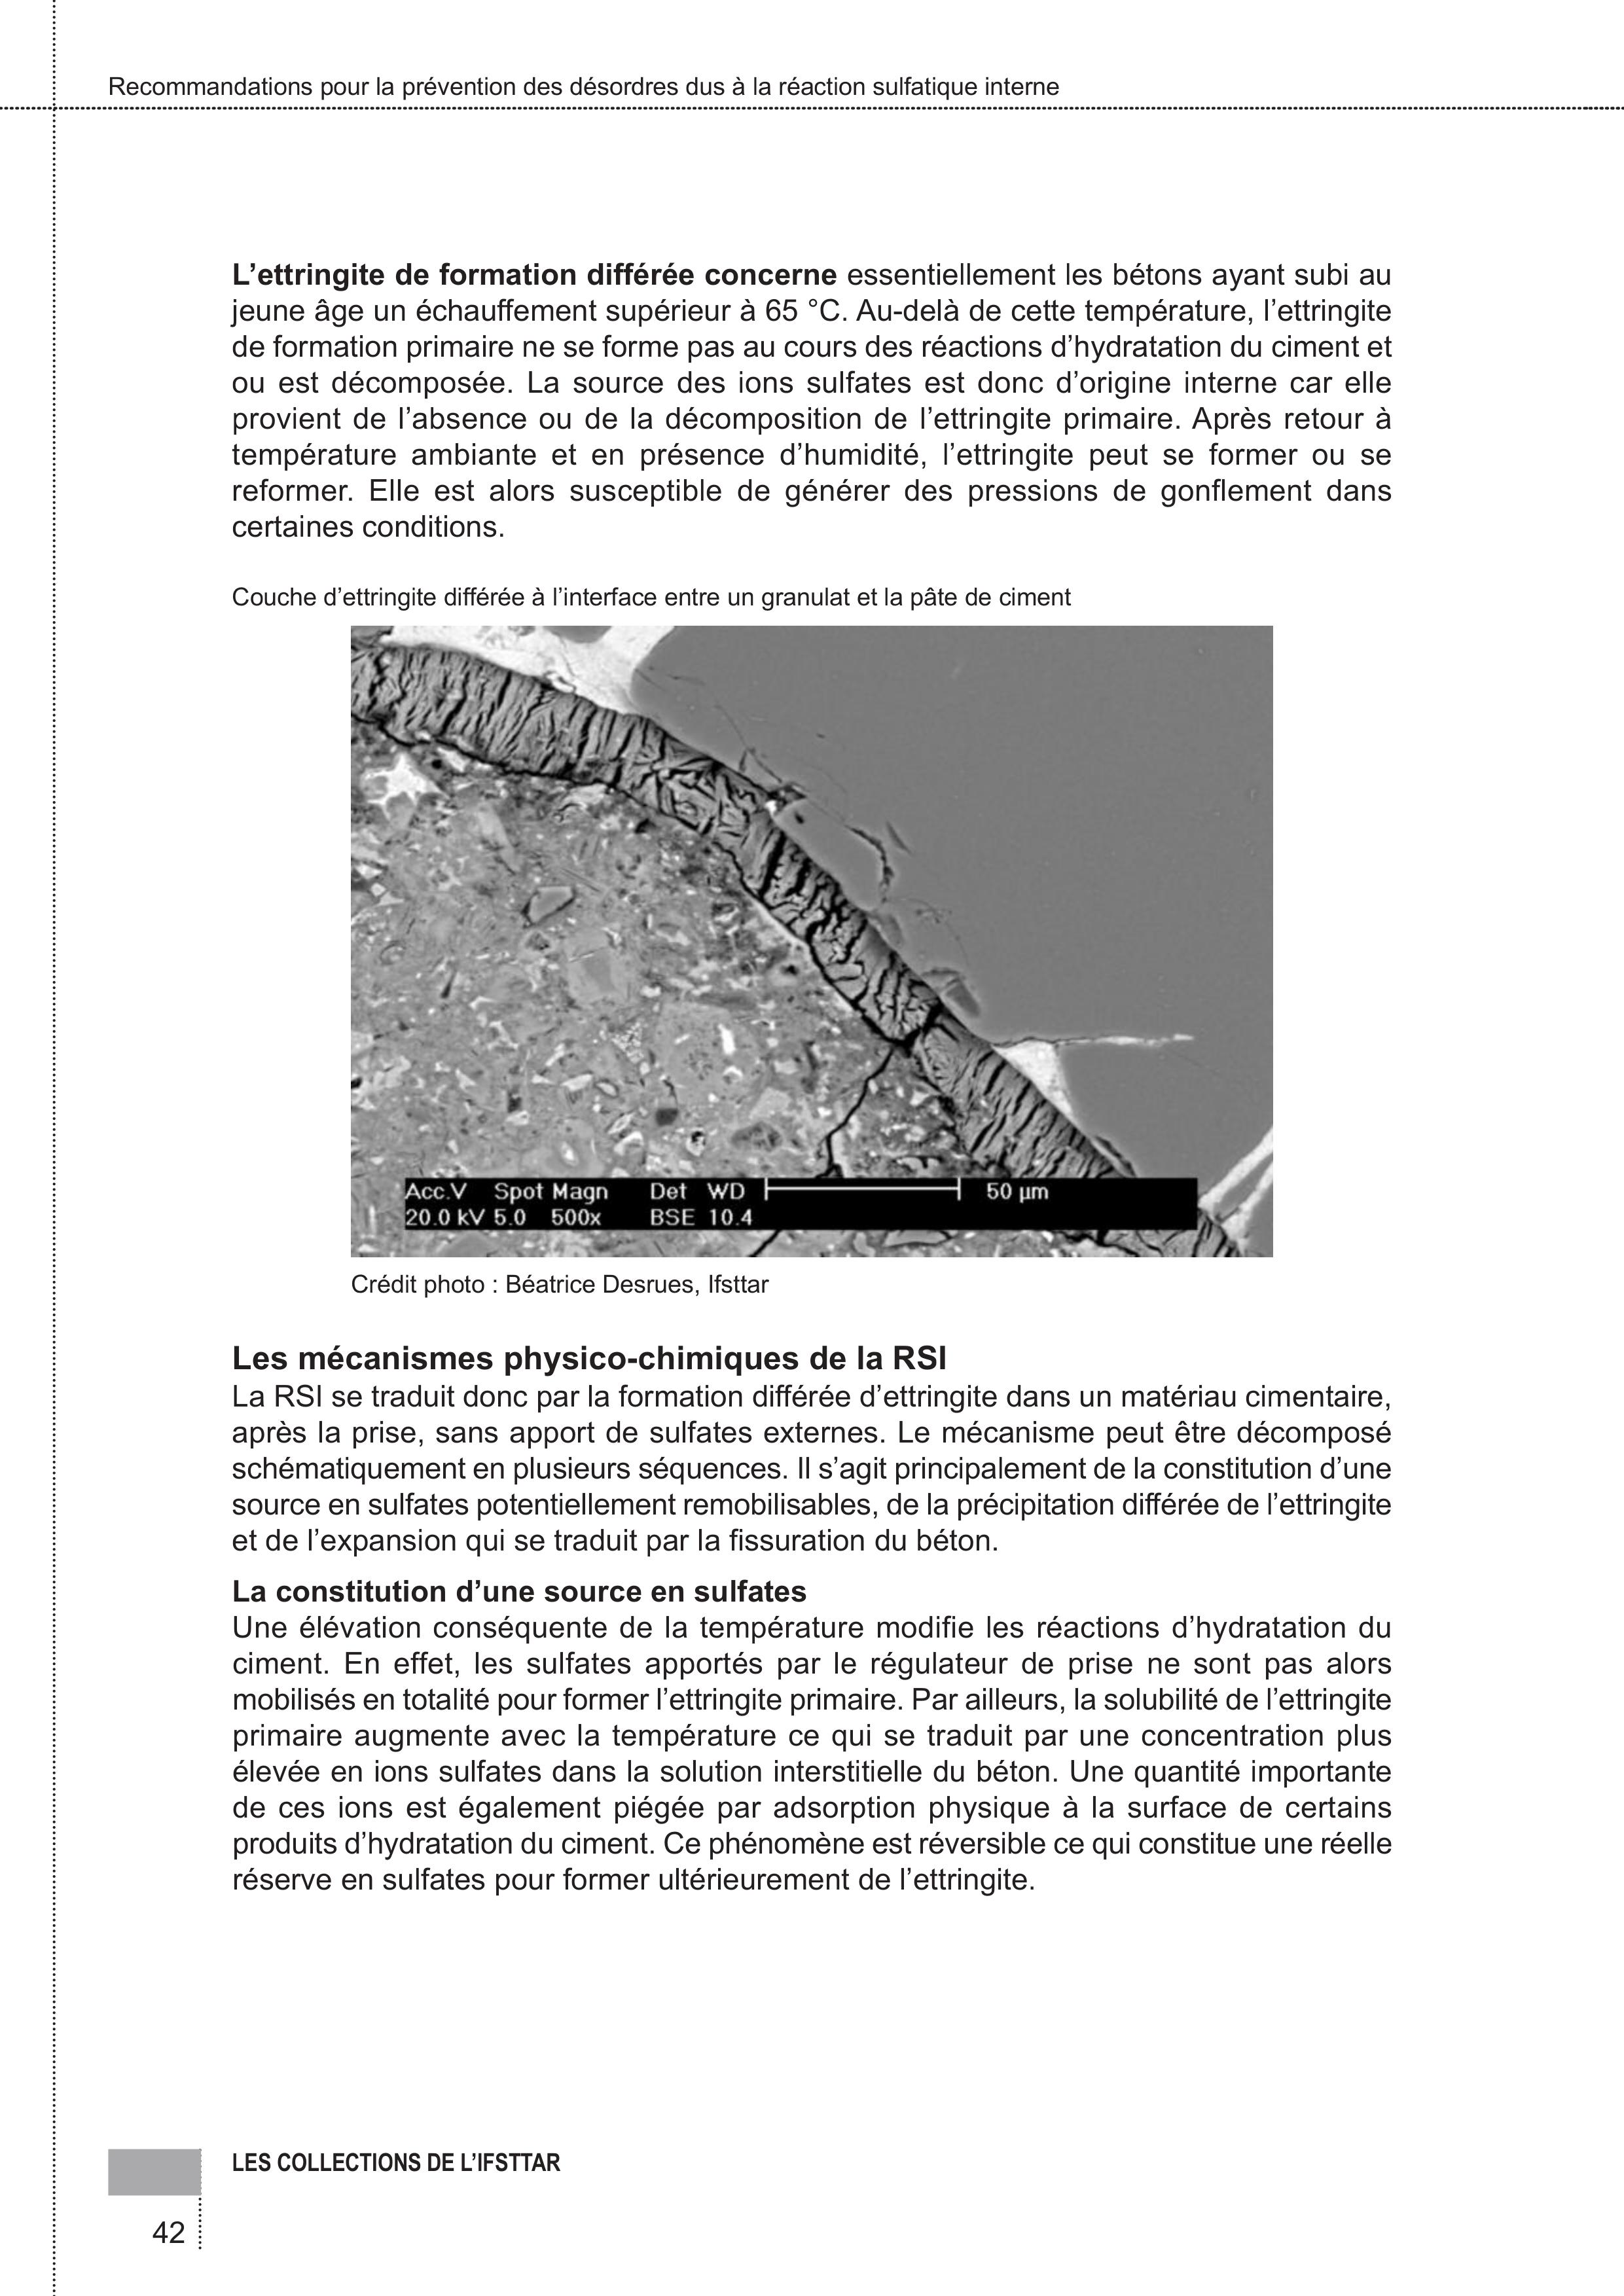 Recommandations pour la prévention des désordres dus à la réaction sulfatique interne
L’ettringite de formation différée concerne essentiellement les bétons ayant subi au
jeune âge un échauffement supérieur à 65 °C. Au-delà de cette température, l’ettringite
de formation primaire ne se forme pas au cours des réactions d’hydratation du ciment et
ou est décomposée. La source des ions sulfates est donc d’origine interne car elle
provient de l’absence ou de la décomposition de l’ettringite primaire. Après retour à
température ambiante et en présence d’humidité, l’ettringite peut se former ou se
reformer. Elle est alors susceptible de générer des pressions de gonflement dans
certaines conditions.
Couche d’ettringite différée à l’interface entre un granulat et la pâte de ciment
Acc.V Spot Magn Det WD 50 µm
20.0 kV 5.0 500x BSE 10.4
Crédit photo : Béatrice Desrues, Ifsttar
Les mécanismes physico-chimiques de la RSI
La RSI se traduit donc par la formation différée d’ettringite dans un matériau cimentaire,
après la prise, sans apport de sulfates externes. Le mécanisme peut être décomposé
schématiquement en plusieurs séquences. Il s’agit principalement de la constitution d’une
source en sulfates potentiellement remobilisables, de la précipitation différée de l’ettringite
et de l’expansion qui se traduit par la fissuration du béton.
La constitution d’une source en sulfates
Une élévation conséquente de la température modifie les réactions d’hydratation du
ciment. En effet, les sulfates apportés par le régulateur de prise ne sont pas alors
mobilisés en totalité pour former l’ettringite primaire. Par ailleurs, la solubilité de l’ettringite
primaire augmente avec la température ce qui se traduit par une concentration plus
élevée en ions sulfates dans la solution interstitielle du béton. Une quantité importante
de ces ions est également piégée par adsorption physique à la surface de certains
produits d’hydratation du ciment. Ce phénomène est réversible ce qui constitue une réelle
réserve en sulfates pour former ultérieurement de l’ettringite.
LES COLLECTIONS DE L’IFSTTAR
42